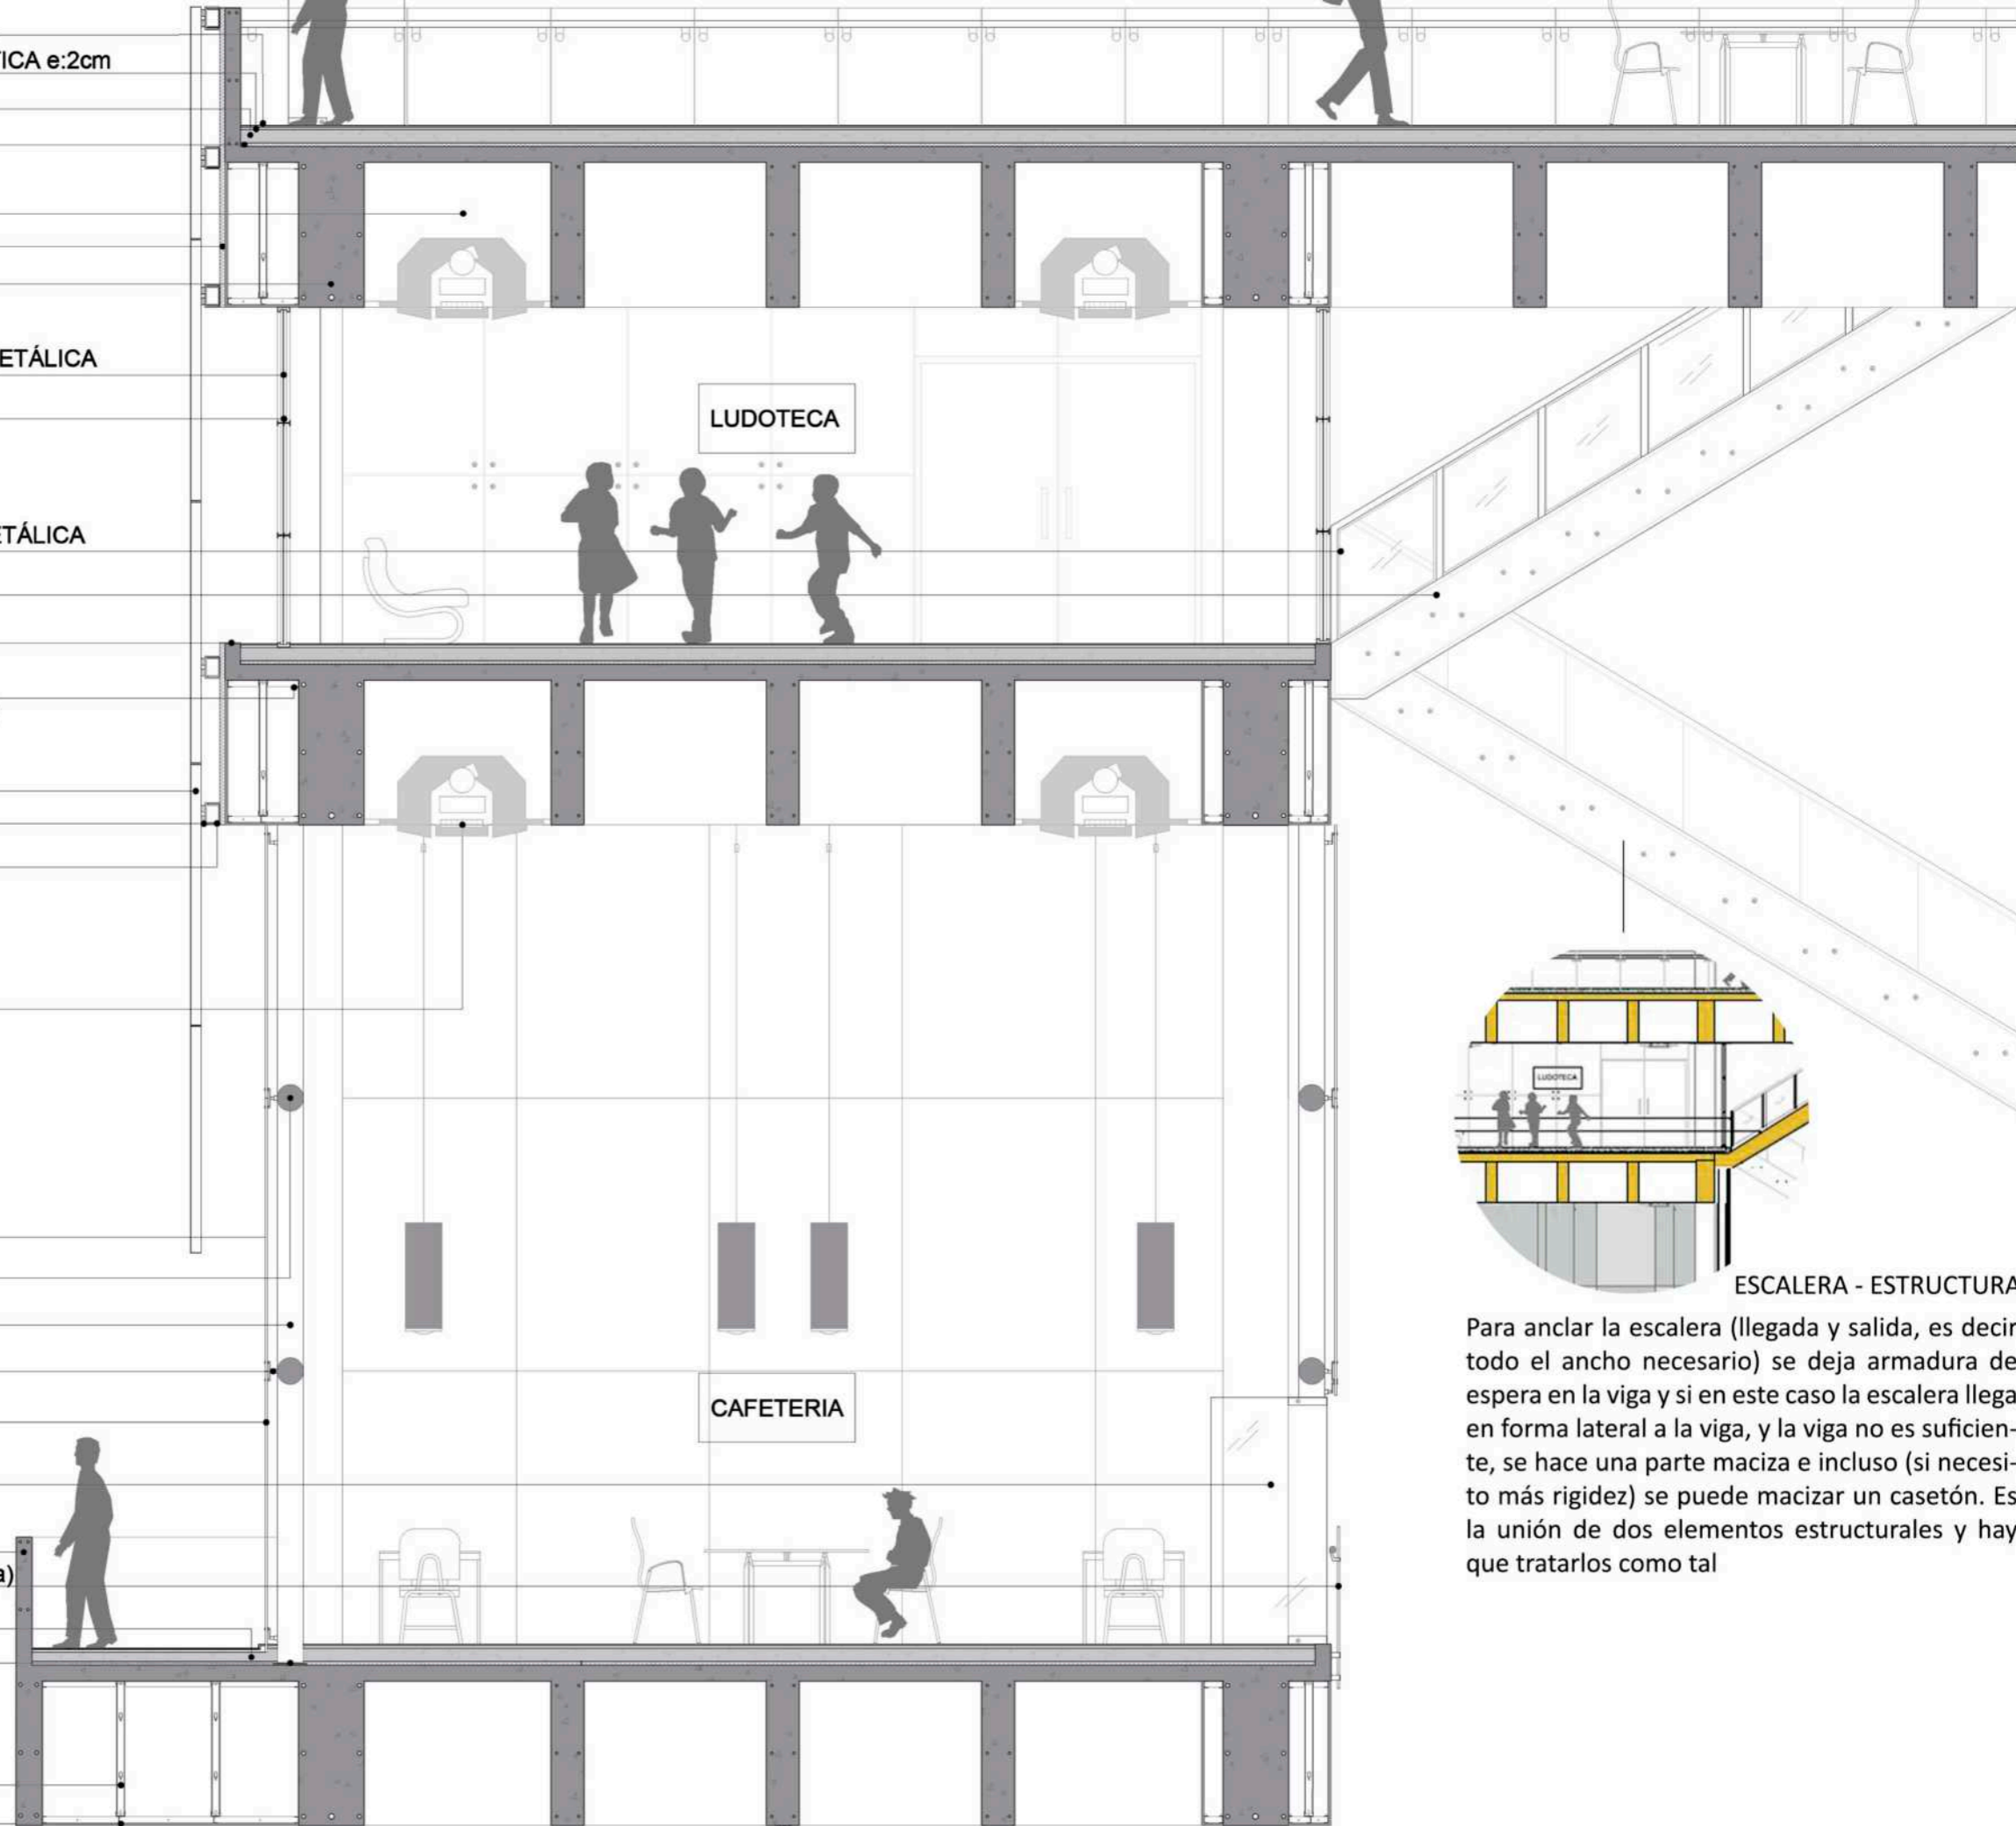 e:2cm
LUDOTECA
CAFETERIA
LUDOTECA
ESCALERA - ESTRUCTURA
Para anclar la escalera (llegada y salida, es decir
todo el ancho necesario) se deja armadura de
espera en la viga y si en este caso la escalera llega
en forma lateral a la viga, y la viga no es suficien-
te, se hace una parte maciza e incluso (si necesi-
to más rigidez) se puede macizar un casetón. Es
la unión de dos elementos estructurales y hay
que tratarlos como tal